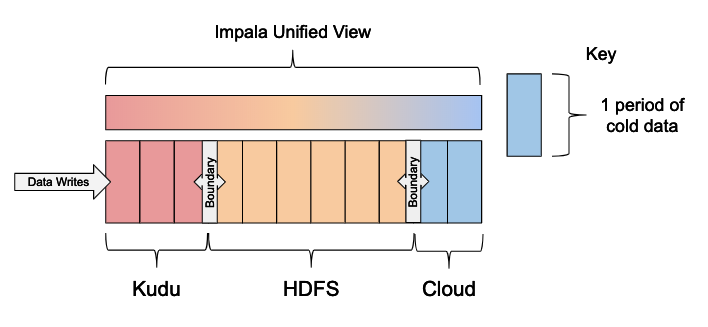 Impala Unified View
Key
1 period of
cold data
Data Writes
Boundary
Boundary
Kudu
HDFS
Cloud